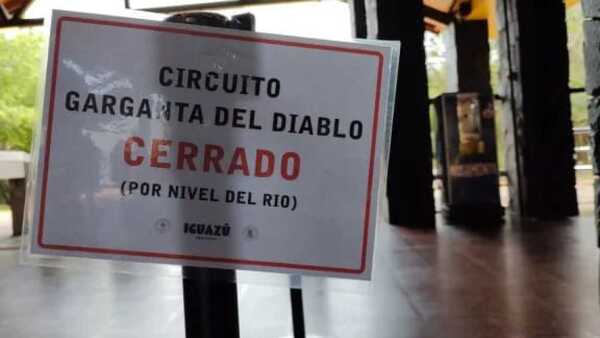 CIRCUITO
GARGANTA DEL DIABLO
CERRADO
(POR NIVEL DEL RIO)
IGUAZÚ